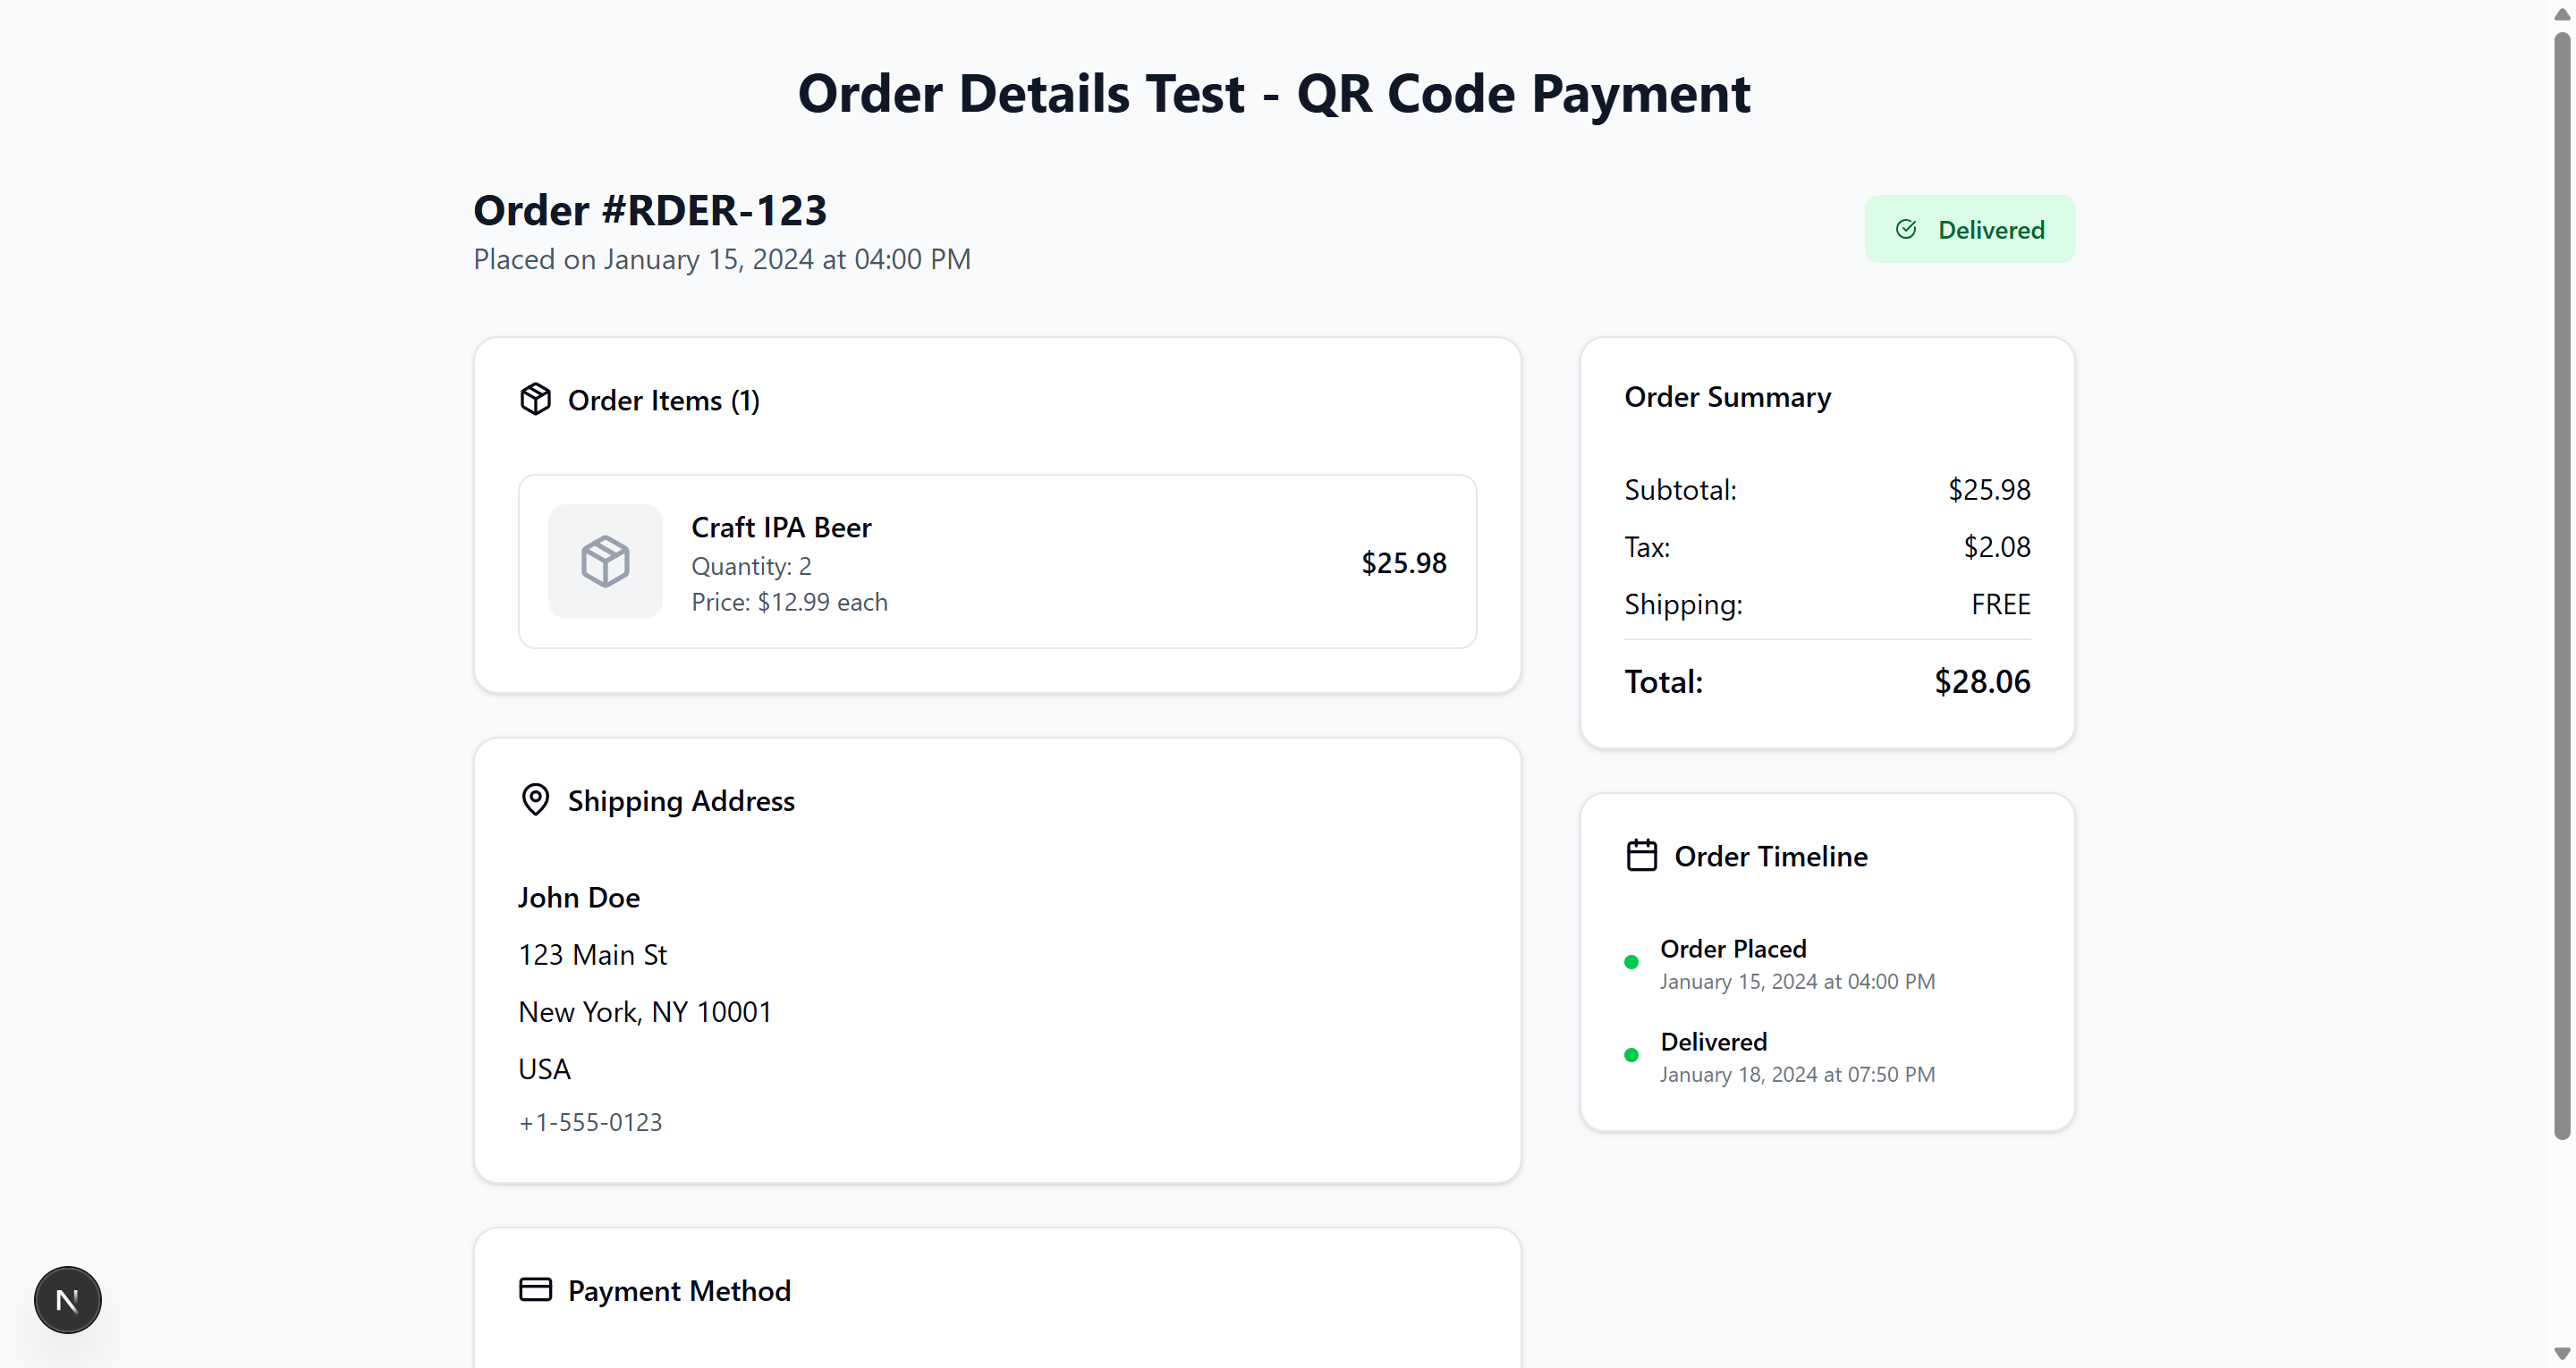 Order Details Test - QR Code Payment
Order #RDER-123
Placed on January 15, 2024 at 04:00 PM
Delivered
Order Items (1)
Craft IPA Beer
Quantity: 2
Price: $12.99 each
$25.98
Shipping Address
John Doe
123 Main St
New York, NY 10001
USA
+1-555-0123
Payment Method
Order Summary
Subtotal: $25.98
Tax: $2.08
Shipping: FREE
Total: $28.06
Order Timeline
Order Placed
January 15, 2024 at 04:00 PM
Delivered
January 18, 2024 at 07:50 PM
N